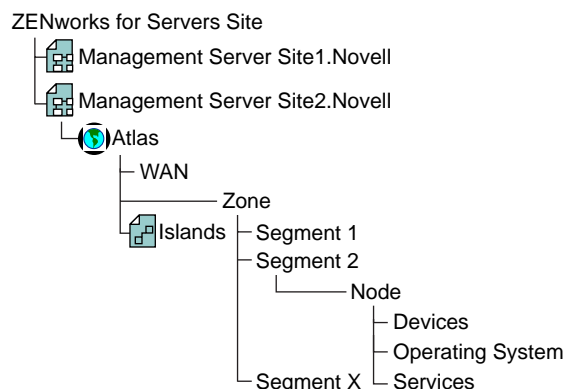 ZENworks for Servers Site
Management Server Site1.Novell
Management Server Site2.Novell
Atlas
WAN
Zone
Islands
Segment 1
Segment 2
Node
Devices
Operating System
Segment X
Services